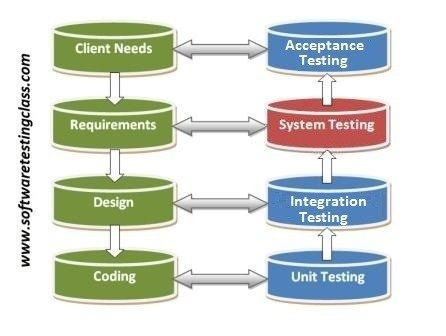 Client Needs
Acceptance
Testing
Requirements
System Testing
Design
Integration
Testing
Coding
Unit Testing
www.softwaretestingclass.com